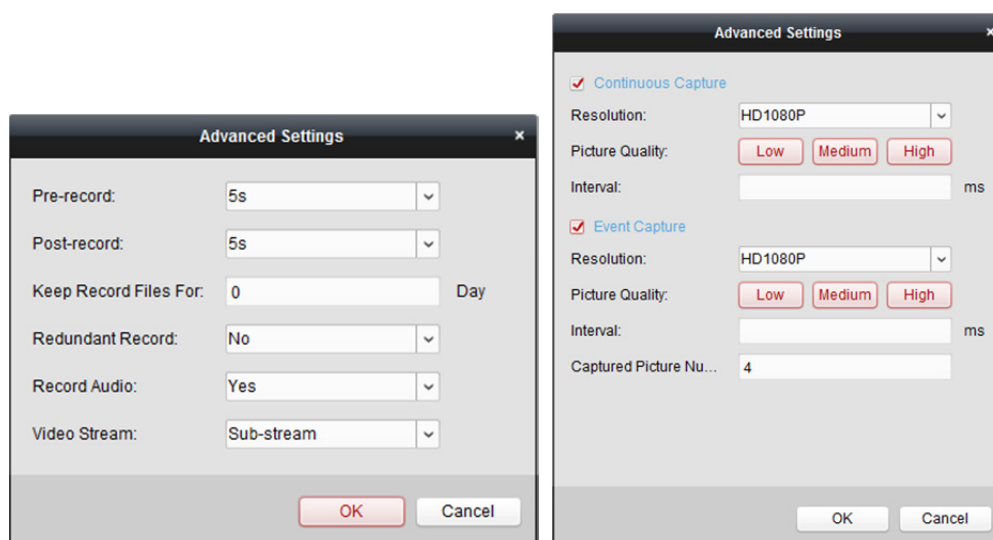 Advanced Settings ×
Pre-record: 5s
Post-record: 5s
Keep Record Files For: 0 Day
Redundant Record: No
Record Audio: Yes
Video Stream: Sub-stream
OK Cancel
Advanced Settings ×
Continuous Capture
Resolution: HD1080P
Picture Quality: Low Medium High
Interval: ms
Event Capture
Resolution: HD1080P
Picture Quality: Low Medium High
Interval: ms
Captured Picture Nu... 4
OK Cancel